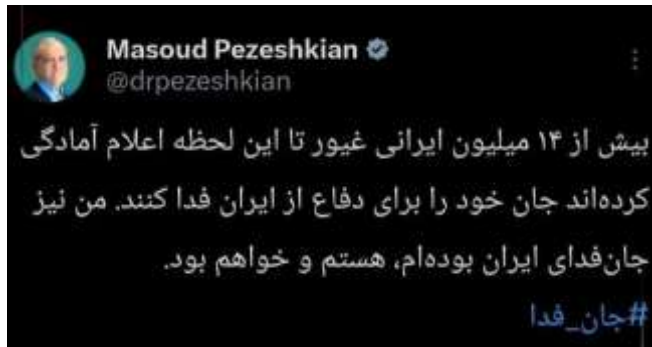 Masoud Pezeshkian
@drpezeshkian
بیش از ۱۴ میلیون ایرانی غیور تا این لحظه اعلام آمادگی
کرده‌اند جان خود را برای دفاع از ایران فدا کنند. من نیز
جان‌فدای ایران بوده‌ام، هستم و خواهم بود.
#جان_فدا